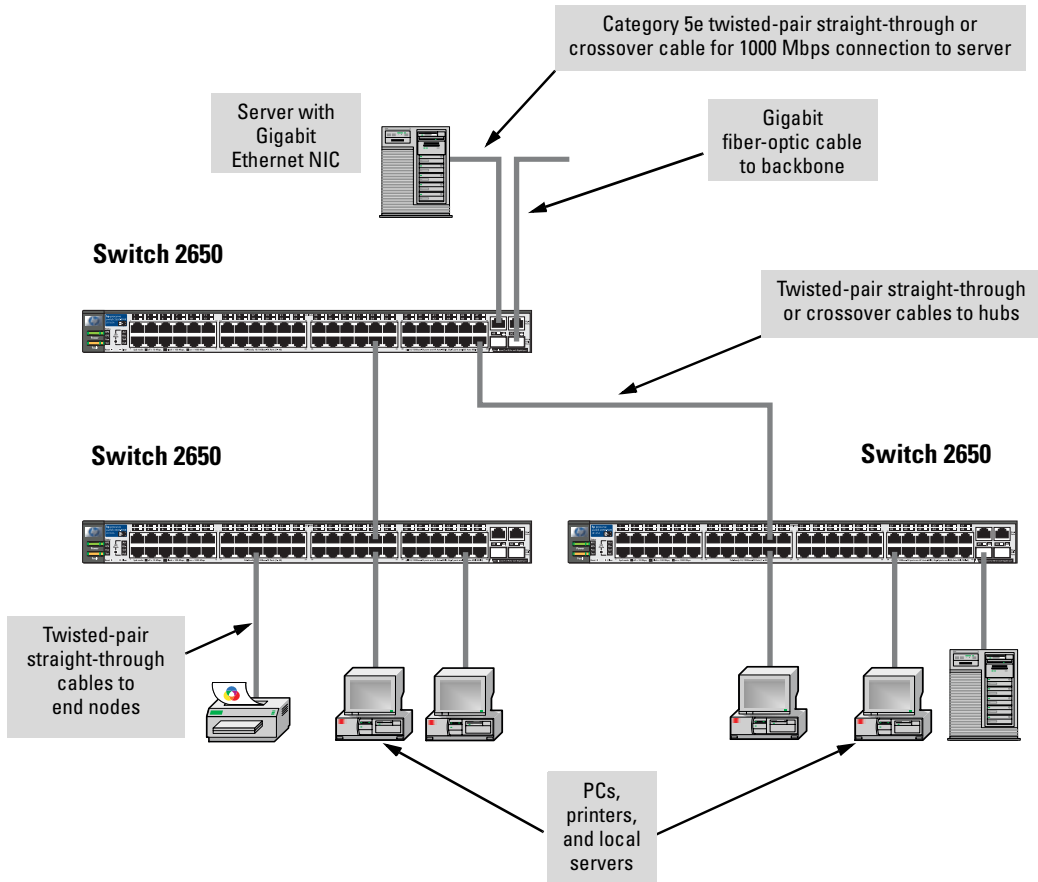 Category 5e twisted-pair straight-through or
crossover cable for 1000 Mbps connection to server
Server with
Gigabit
Ethernet NIC
Gigabit
fiber-optic cable
to backbone
Switch 2650
Twisted-pair straight-through
or crossover cables to hubs
Switch 2650
Switch 2650
Twisted-pair
straight-through
cables to
end nodes
PCs,
printers,
and local
servers